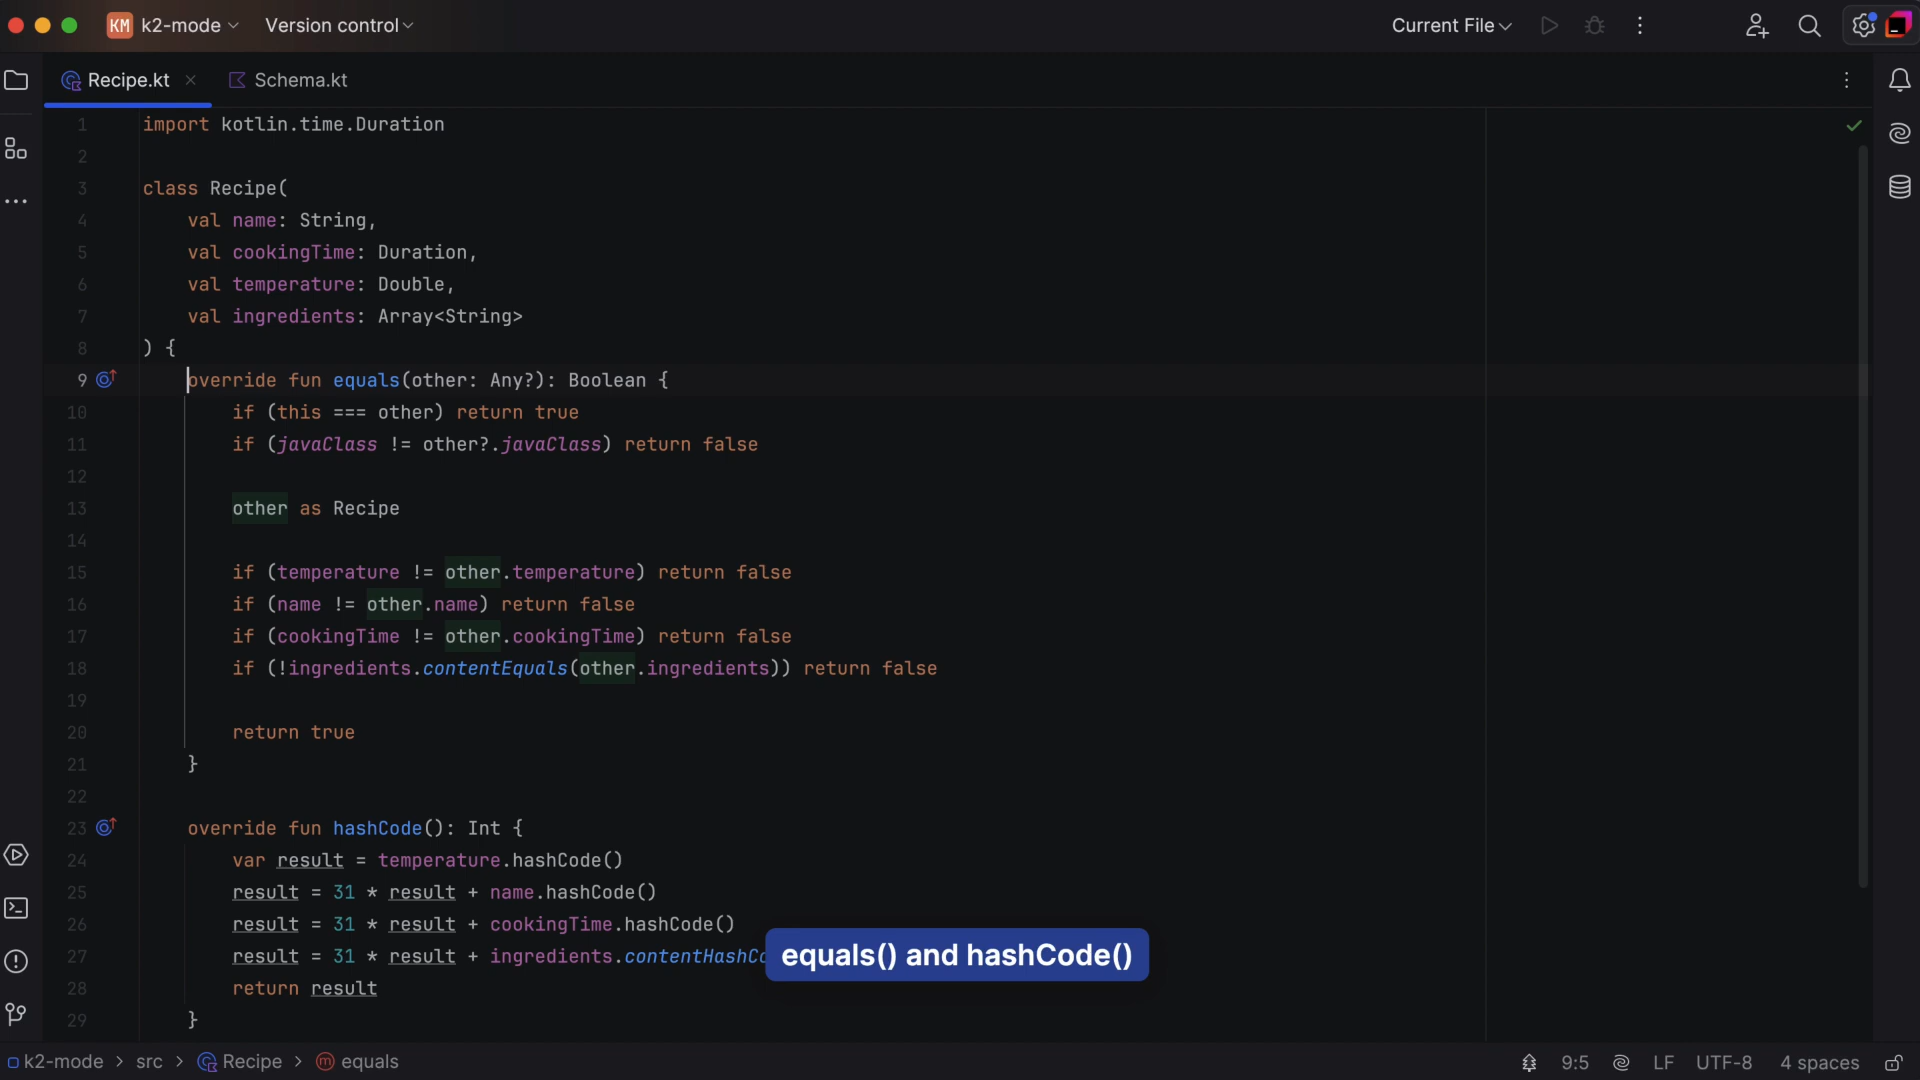 KM k2-mode Version control Current File
Recipe.kt Schema.kt
1 import kotlin.time.Duration
2
3 class Recipe(
4 val name: String,
5 val cookingTime: Duration,
6 val temperature: Double,
7 val ingredients: Array<String>
8 ) {
9 override fun equals(other: Any?): Boolean {
10 if (this === other) return true
11 if (javaClass != other?.javaClass) return false
12
13 other as Recipe
14
15 if (temperature != other.temperature) return false
16 if (name != other.name) return false
17 if (cookingTime != other.cookingTime) return false
18 if (!ingredients.contentEquals(other.ingredients)) return false
19
20 return true
21 }
22
23 override fun hashCode(): Int {
24 var result = temperature.hashCode()
25 result = 31 * result + name.hashCode()
26 result = 31 * result + cookingTime.hashCode()
27 result = 31 * result + ingredients.contentHashCo
equals() and hashCode()
28 return result
29 }
k2-mode > src > Recipe > m equals 9:5 LF UTF-8 4 spaces